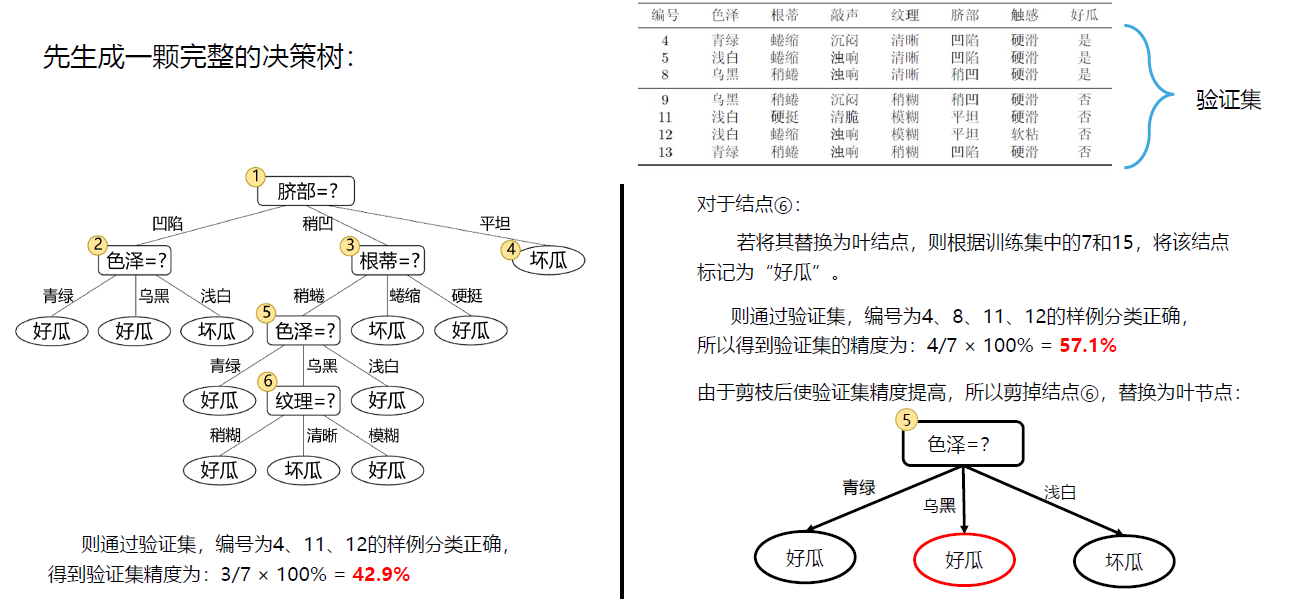 先生成一颗完整的决策树：
编号 色泽 根蒂 敲声 纹理 脐部 触感 好瓜
4 青绿 蜷缩 沉闷 清晰 凹陷 硬滑 是
5 浅白 蜷缩 浊响 清晰 凹陷 硬滑 是
8 乌黑 稍蜷 浊响 清晰 稍凹 硬滑 是
9 乌黑 稍蜷 沉闷 稍糊 稍凹 硬滑 否
11 浅白 硬挺 清脆 模糊 平坦 硬滑 否
12 浅白 蜷缩 浊响 模糊 平坦 软粘 否
13 青绿 稍蜷 浊响 稍糊 凹陷 硬滑 否
验证集
1 脐部=?
凹陷 稍凹 平坦
2 色泽=? 3 根蒂=? 4 坏瓜
青绿 乌黑 浅白 稍蜷 蜷缩 硬挺
好瓜 好瓜 坏瓜 5 色泽=? 坏瓜 好瓜
青绿 乌黑 浅白
好瓜 6 纹理=? 好瓜
稍糊 清晰 模糊
好瓜 坏瓜 好瓜
则通过验证集，编号为4、11、12的样例分类正确，
得到验证集精度为：3/7 × 100% = 42.9%
对于结点⑥：
若将其替换为叶结点，则根据训练集中的7和15，将该结点
标记为“好瓜”。
则通过验证集，编号为4、8、11、12的样例分类正确，
所以得到验证集的精度为：4/7 × 100% = 57.1%
由于剪枝后使验证集精度提高，所以剪掉结点⑥，替换为叶节点：
5 色泽=?
青绿 乌黑 浅白
好瓜 好瓜 坏瓜